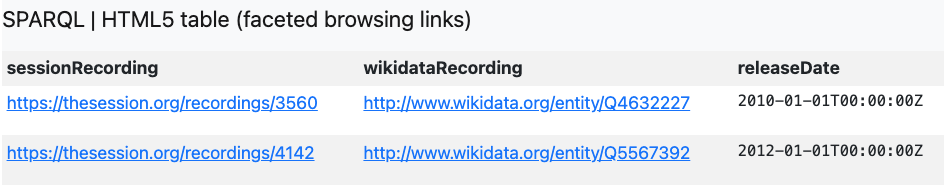 SPARQL | HTML5 table (faceted browsing links)
sessionRecording wikidataRecording releaseDate
https://thesession.org/recordings/3560 http://www.wikidata.org/entity/Q4632227 2010-01-01T00:00:00Z
https://thesession.org/recordings/4142 http://www.wikidata.org/entity/Q5567392 2012-01-01T00:00:00Z